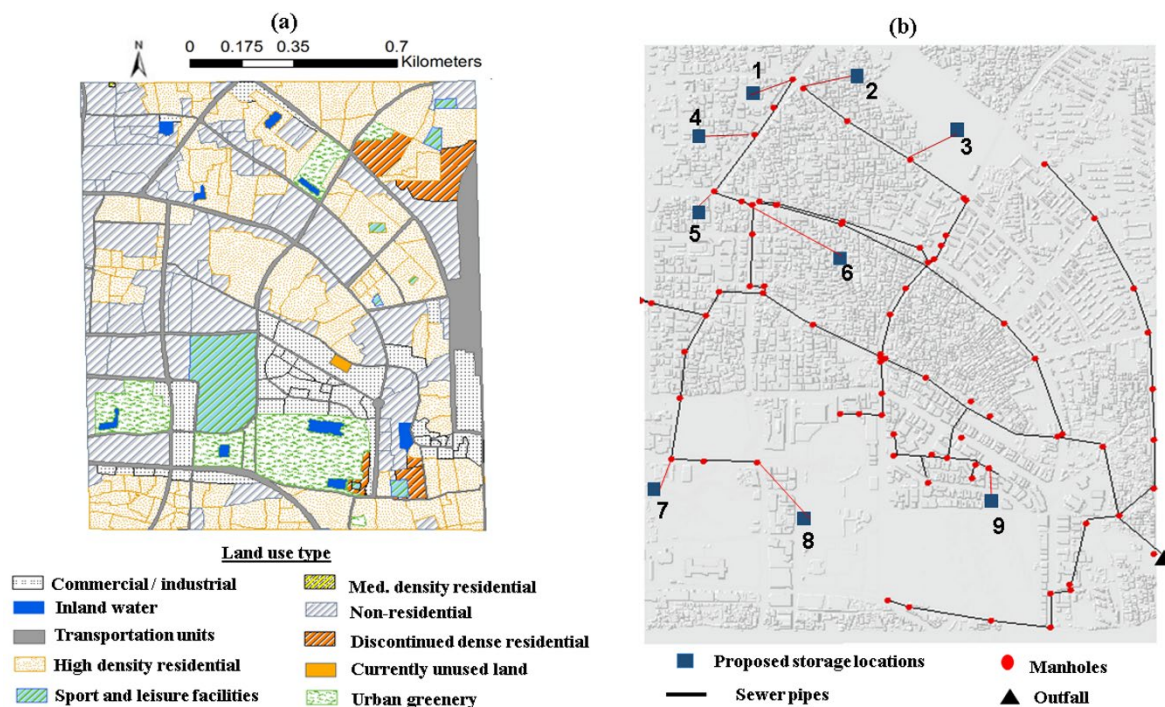 (a)
N
0 0.175 0.35 0.7
Kilometers
Land use type
Commercial / industrial
Inland water
Transportation units
High density residential
Sport and leisure facilities
Med. density residential
Non-residential
Discontinued dense residential
Currently unused land
Urban greenery
(b)
1
2
3
4
5
6
7
8
9
Proposed storage locations
Manholes
Sewer pipes
Outfall